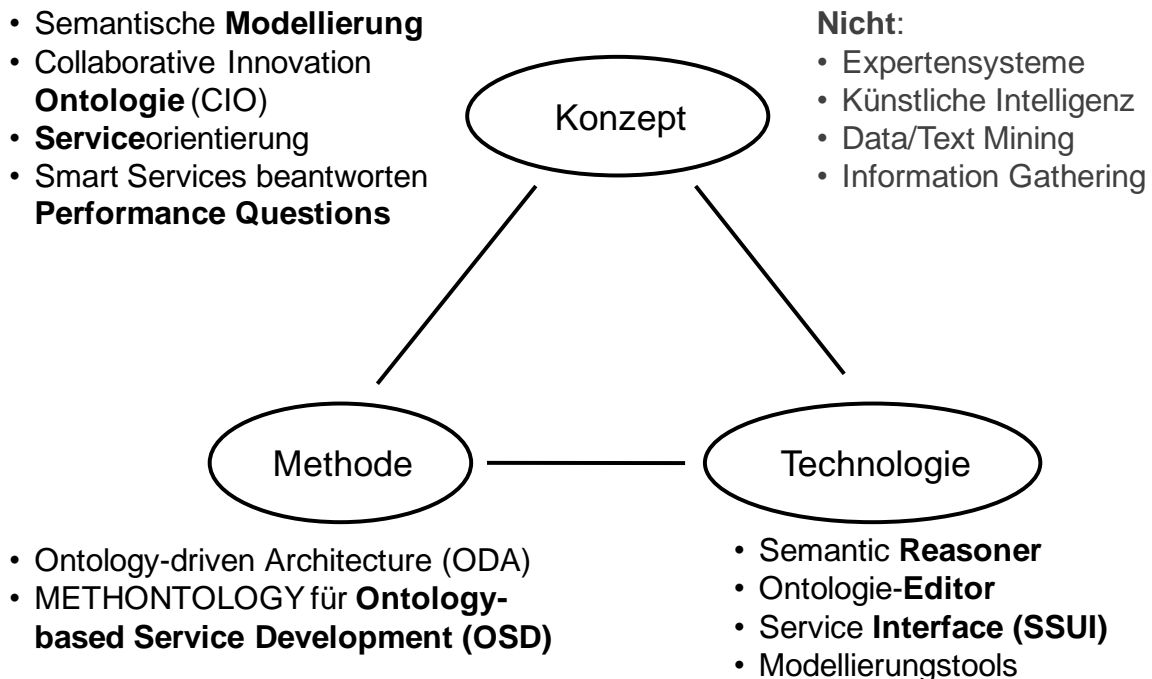 • Semantische Modellierung
• Collaborative Innovation
Ontologie (CIO)
• Serviceorientierung
• Smart Services beantworten
Performance Questions
Nicht:
• Expertensysteme
• Künstliche Intelligenz
• Data/Text Mining
• Information Gathering
Konzept
Methode
Technologie
• Ontology-driven Architecture (ODA)
• METHONTOLOGY für Ontology-
based Service Development (OSD)
• Semantic Reasoner
• Ontologie-Editor
• Service Interface (SSUI)
• Modellierungstools